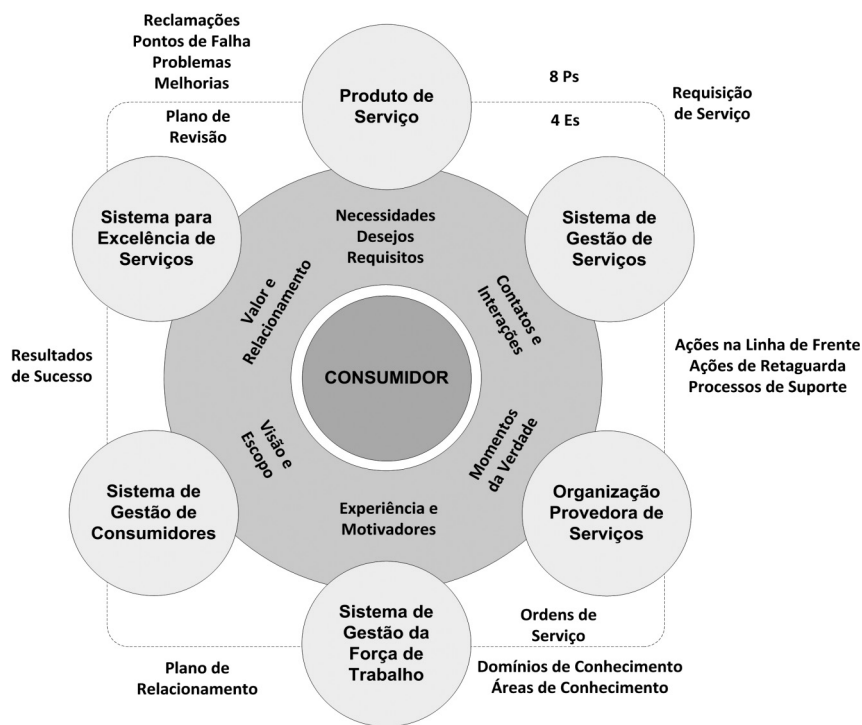 Reclamações
Pontos de Falha
Problemas
Melhorias
Plano de
Revisão
Produto de
Serviço
8 Ps
4 Es
Requisição
de Serviço
Sistema para
Excelência de
Serviços
Necessidades
Desejos
Requisitos
Sistema de
Gestão de
Serviços
Valor e
Relacionamento
Contatos e
Interações
Resultados
de Sucesso
CONSUMIDOR
Ações na Linha de Frente
Ações de Retaguarda
Processos de Suporte
Visão e
Escopo
Momentos
da Verdade
Sistema de
Gestão de
Consumidores
Experiência e
Motivadores
Organização
Provedora de
Serviços
Sistema de
Gestão da
Força de
Trabalho
Ordens de
Serviço
Plano de
Relacionamento
Domínios de Conhecimento
Áreas de Conhecimento